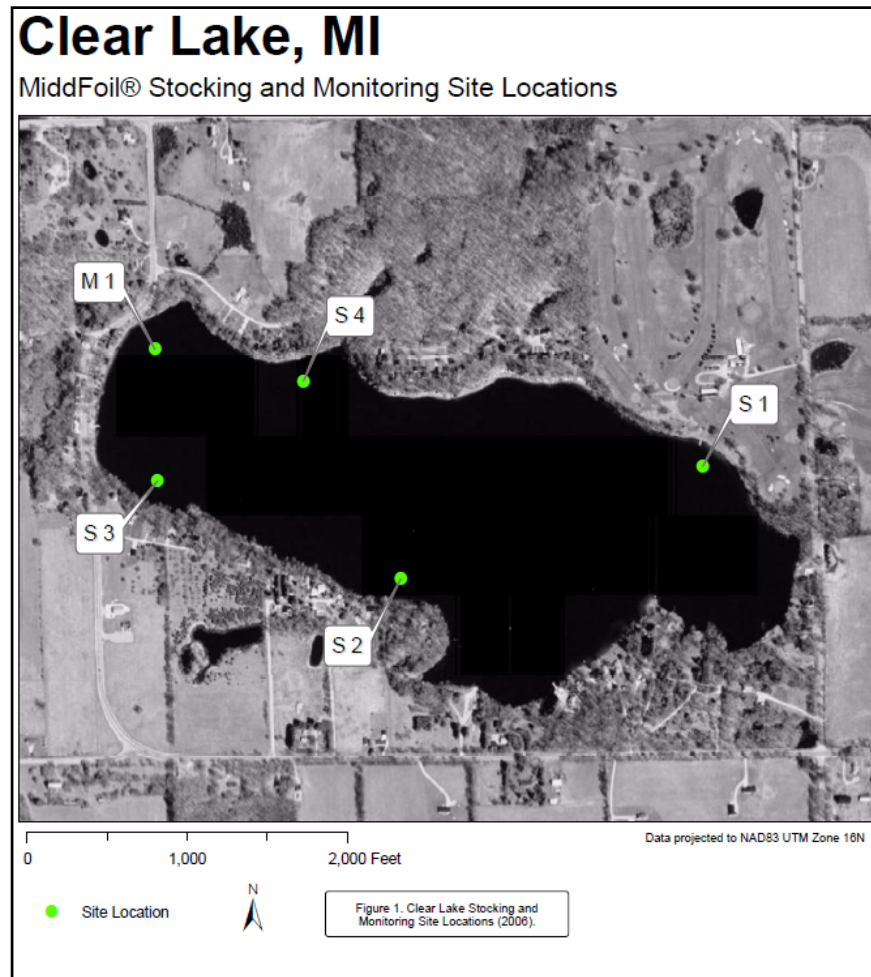 Clear Lake, MI
MiddFoil® Stocking and Monitoring Site Locations
M 1
S 4
S 1
S 3
S 2
Data projected to NAD83 UTM Zone 16N
0 1,000 2,000 Feet
N
Site Location
Figure 1. Clear Lake Stocking and
Monitoring Site Locations (2006).